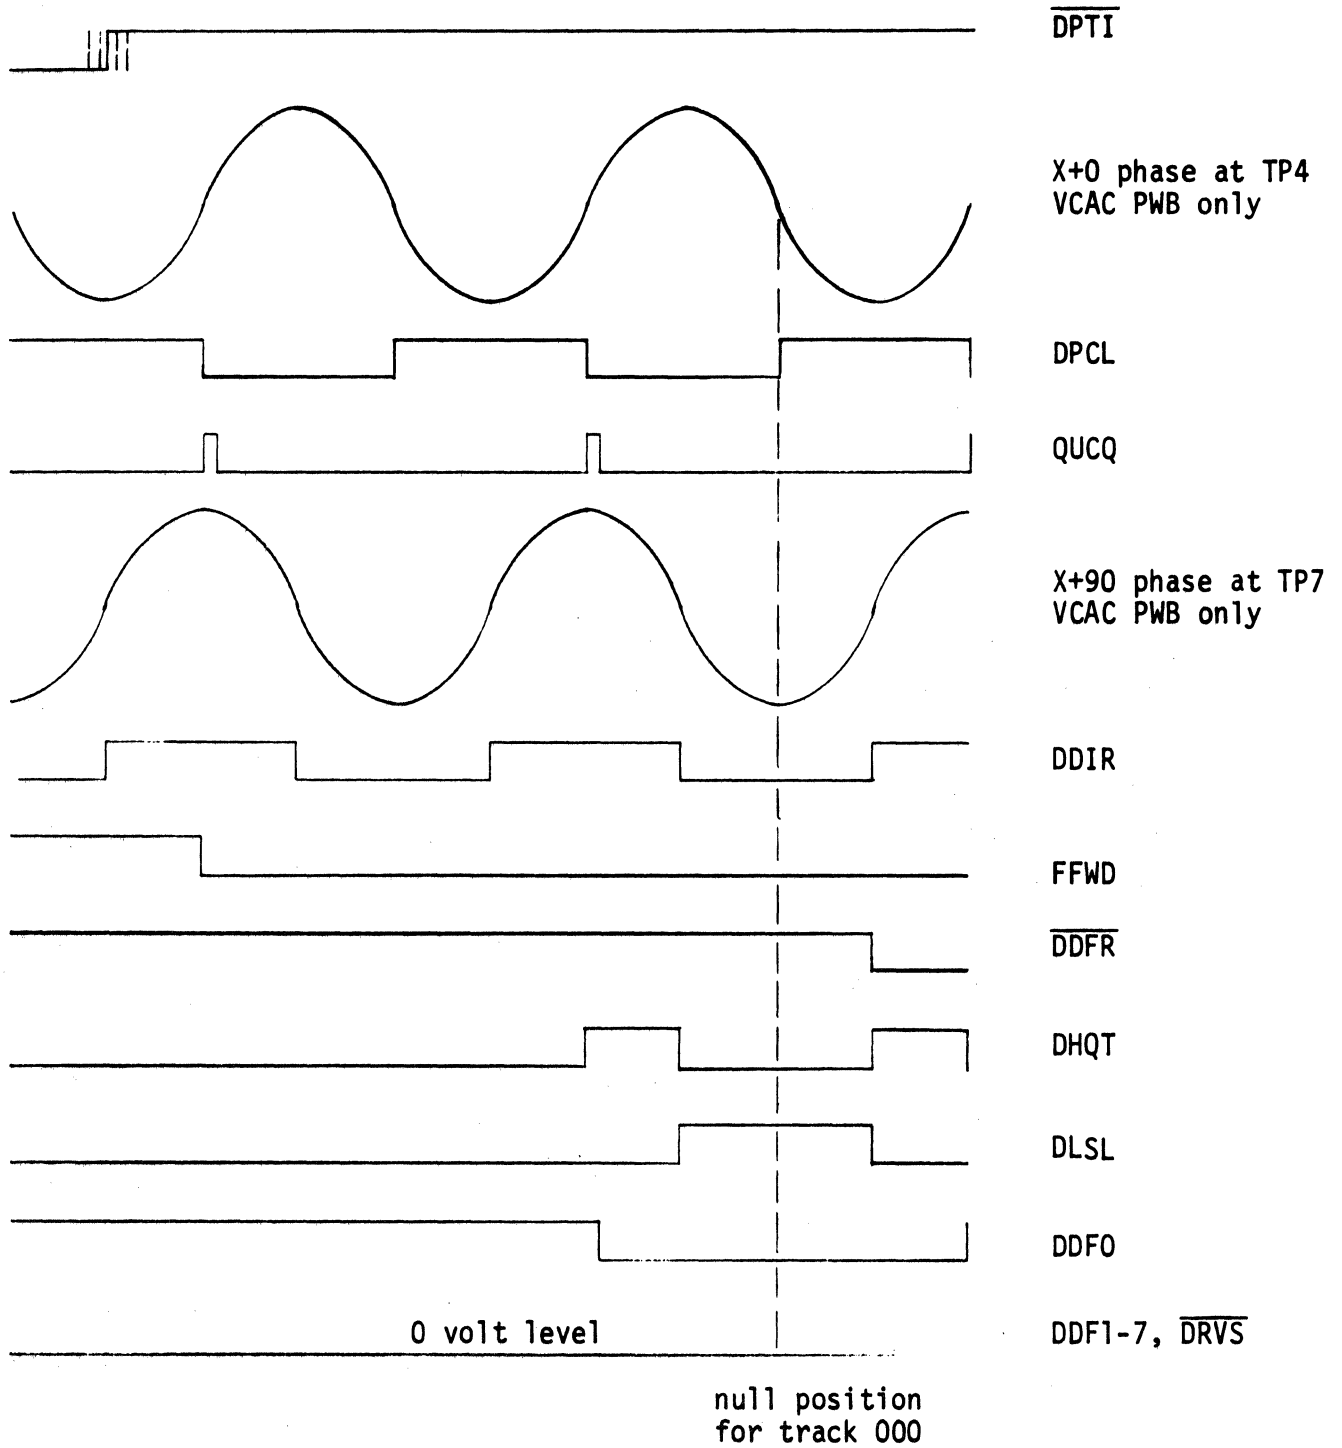 DPTI
X+0 phase at TP4
VCAC PWB only
DPCL
QUCQ
X+90 phase at TP7
VCAC PWB only
DDIR
FFWD
DDFR
DHQT
DLSL
DDF0
0 volt level
DDF1-7, DRVS
null position
for track 000